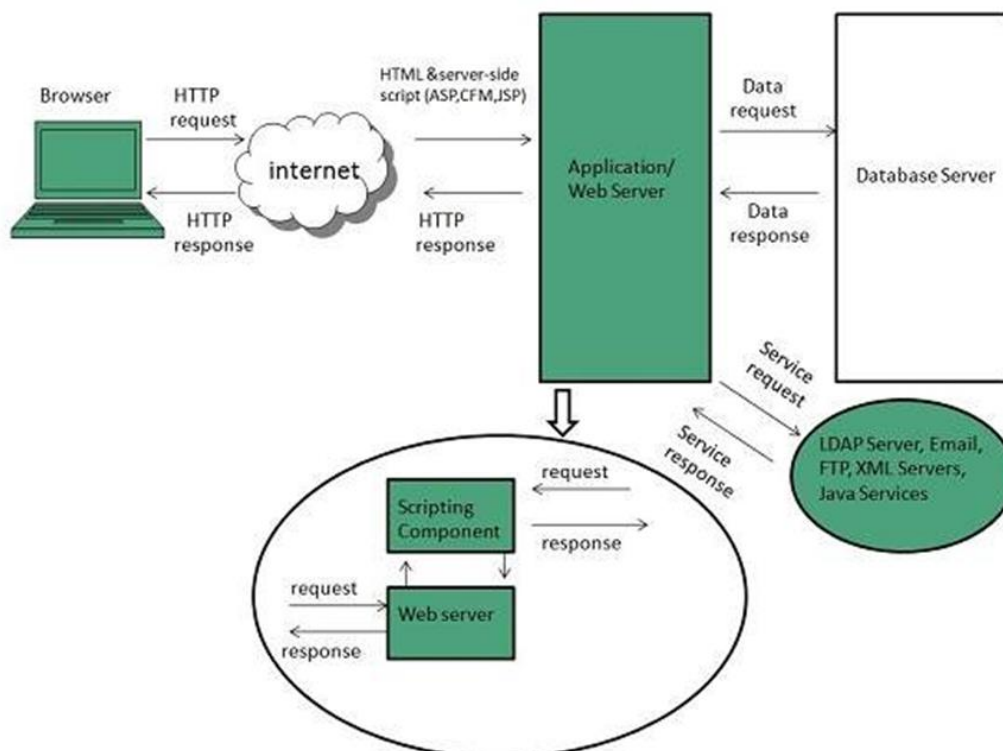 Browser
HTTP
request
internet
HTTP
response
HTML &server-side
script (ASP,CFM,JSP)
HTTP
response
Application/
Web Server
Data
request
Data
response
Database Server
Service
request
Service
response
LDAP Server, Email,
FTP, XML Servers,
Java Services
Scripting
Component
request
response
request
Web server
response